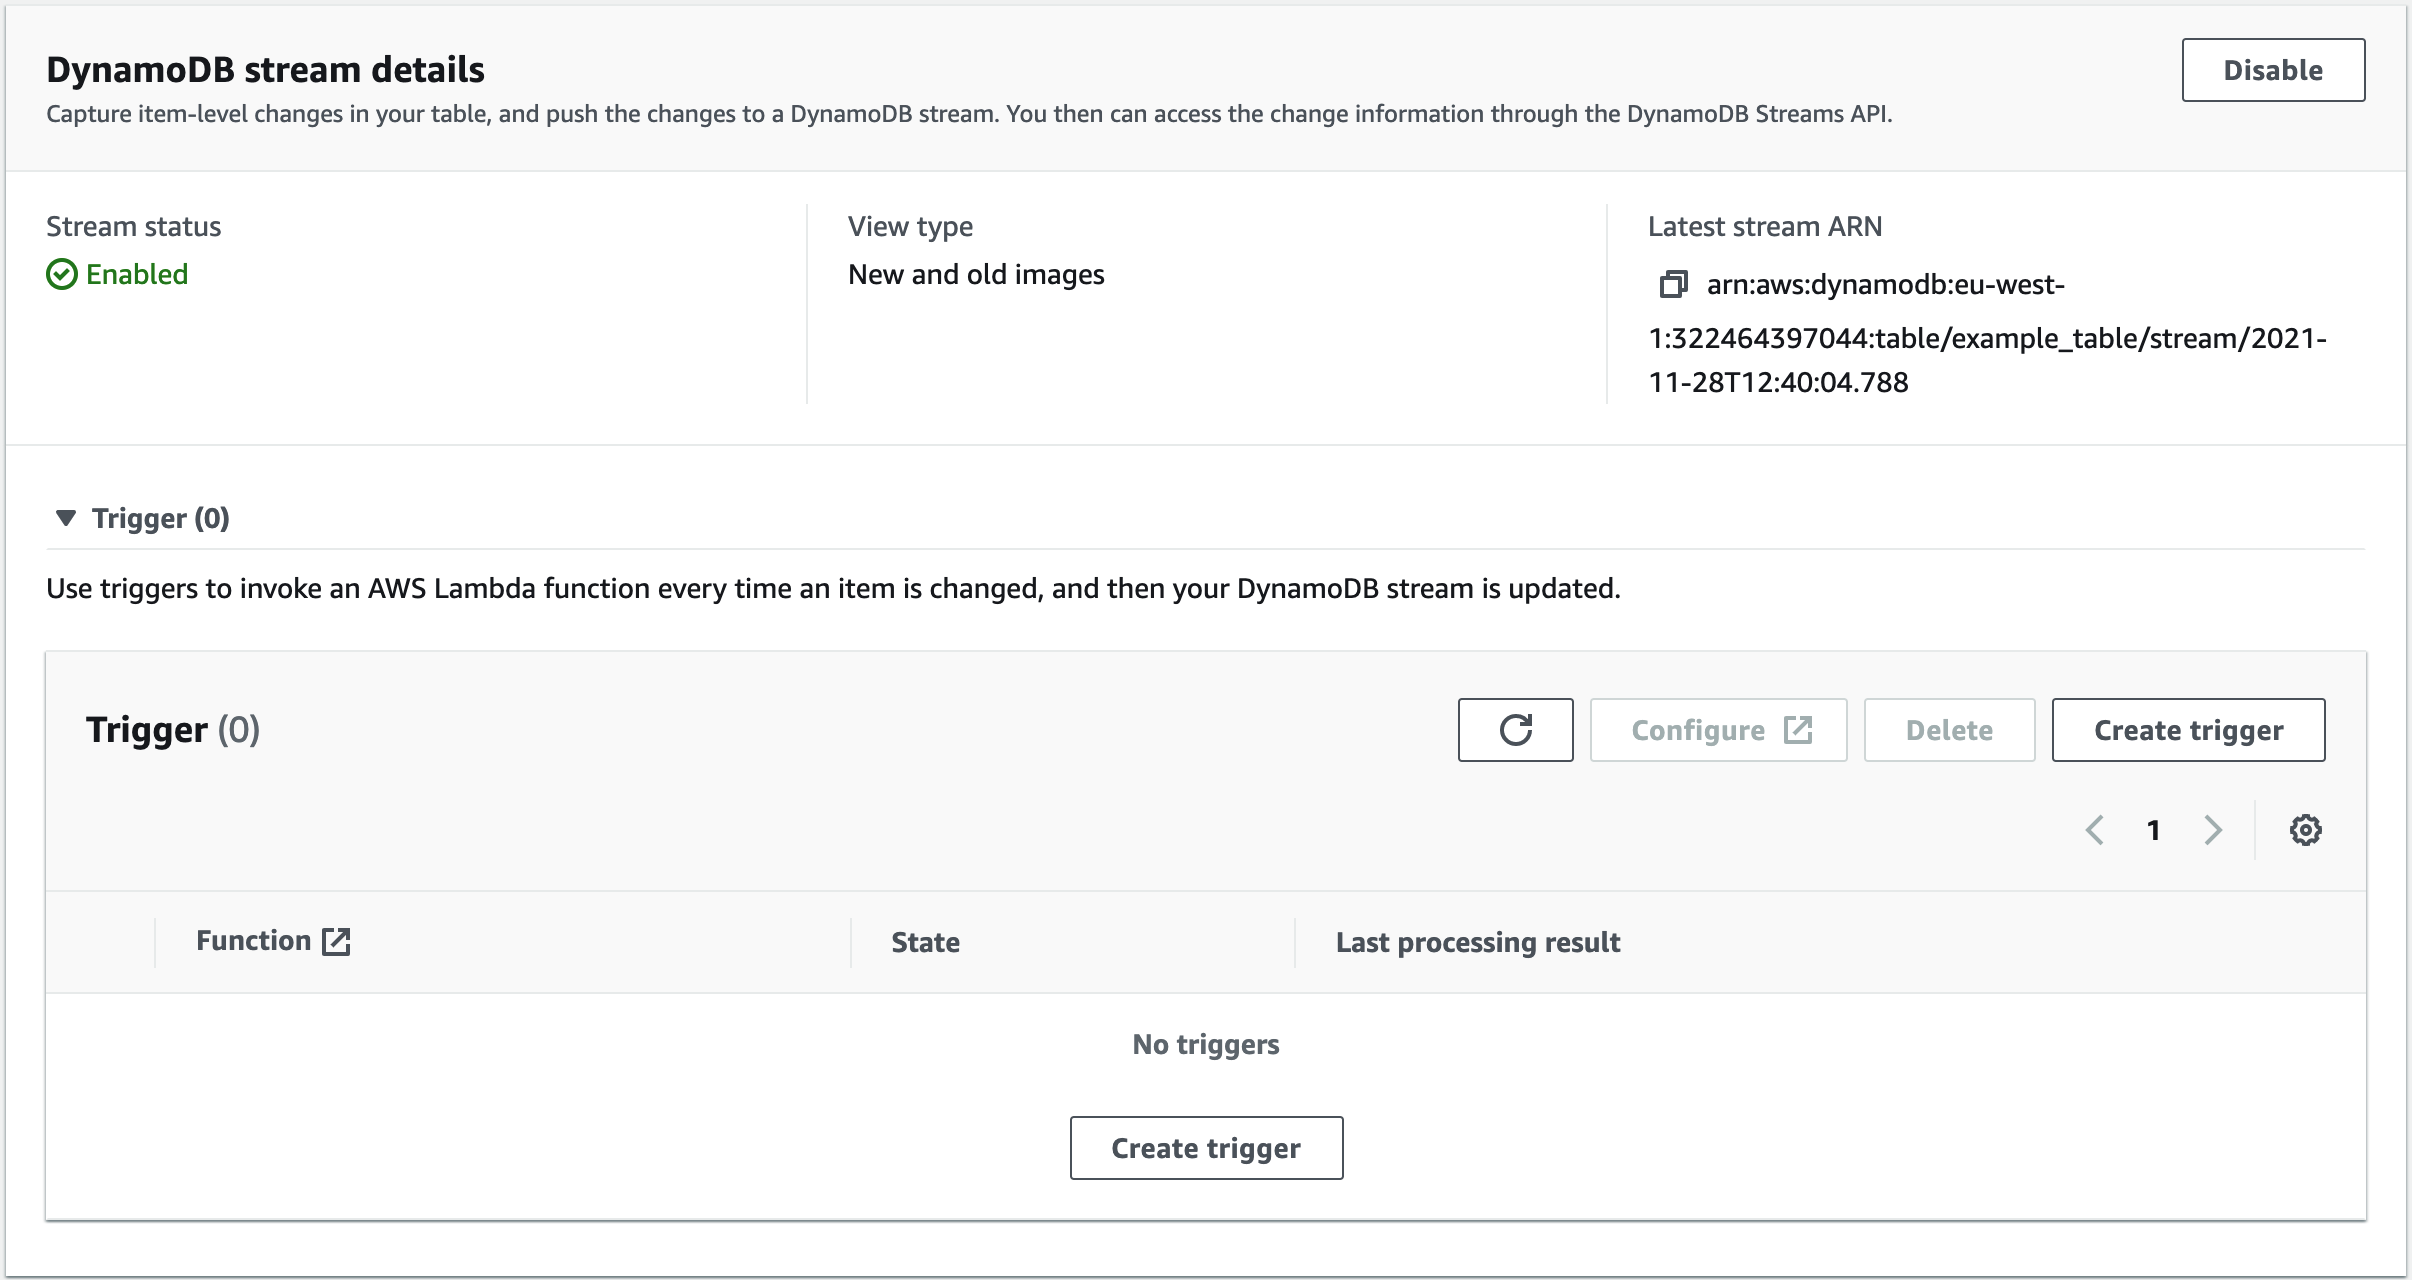 DynamoDB stream details
Disable
Capture item-level changes in your table, and push the changes to a DynamoDB stream. You then can access the change information through the DynamoDB Streams API.
Stream status
Enabled
View type
New and old images
Latest stream ARN
arn:aws:dynamodb:eu-west-
1:322464397044:table/example_table/stream/2021-
11-28T12:40:04.788
Trigger (0)
Use triggers to invoke an AWS Lambda function every time an item is changed, and then your DynamoDB stream is updated.
Trigger (0)
Configure
Delete
Create trigger
1
Function
State
Last processing result
No triggers
Create trigger